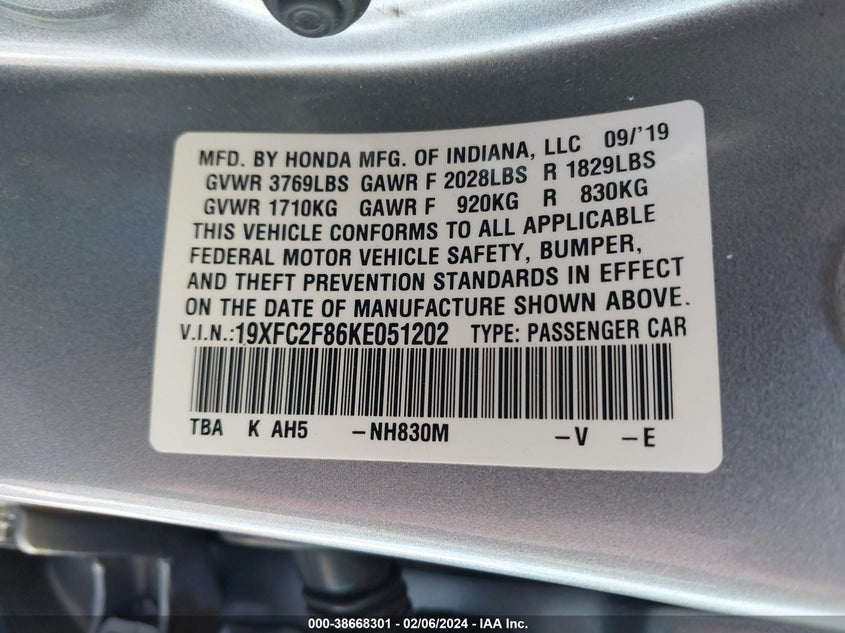 MFD. BY HONDA MFG. OF INDIANA, LLC 09/'19
GVWR 3769LBS GAWR F 2028LBS R 1829LBS
GVWR 1710KG GAWR F 920KG R 830KG
THIS VEHICLE CONFORMS TO ALL APPLICABLE
FEDERAL MOTOR VEHICLE SAFETY, BUMPER,
AND THEFT PREVENTION STANDARDS IN EFFECT
ON THE DATE OF MANUFACTURE SHOWN ABOVE.
V.I.N.:19XFC2F86KE051202 TYPE: PASSENGER CAR
TBA K AH5 -NH830M -V -E
000-38668301 / 02/06/2024 - IAA Inc.